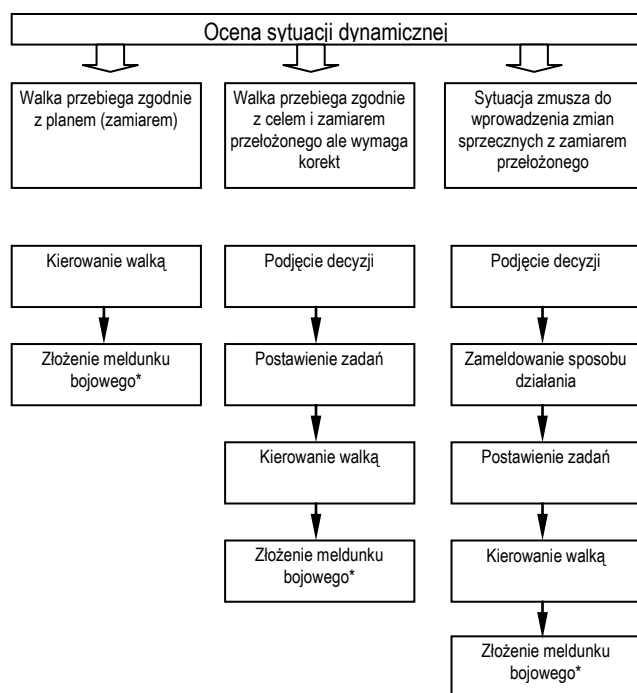 Ocena sytuacji dynamicznej
Walka przebiega zgodnie
z planem (zamiarem)
Walka przebiega zgodnie
z celem i zamiarem
przełożonego ale wymaga
korekt
Sytuacja zmusza do
wprowadzenia zmian
sprzecznych z zamiarem
przełożonego
Kierowanie walką
Złożenie meldunku
bojowego*
Podjęcie decyzji
Postawienie zadań
Kierowanie walką
Złożenie meldunku
bojowego*
Podjęcie decyzji
Zameldowanie sposobu
działania
Postawienie zadań
Kierowanie walką
Złożenie meldunku
bojowego*